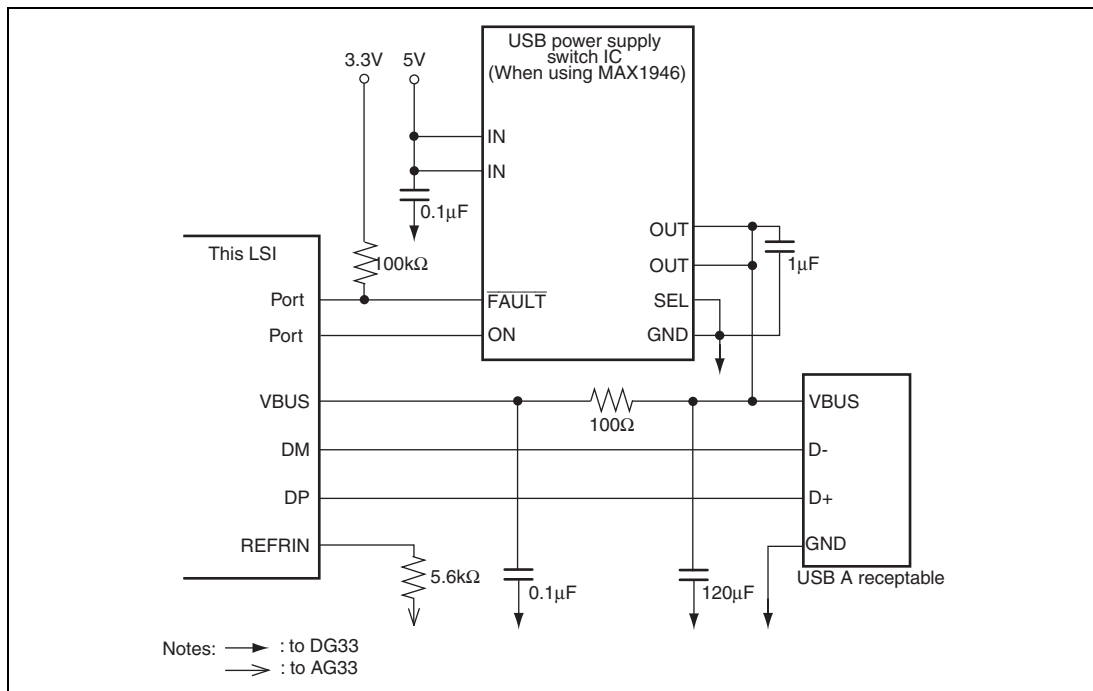 USB power supply
switch IC
(When using MAX1946)
3.3V
5V
IN
IN
0.1μF
OUT
OUT
1μF
SEL
GND
This LSI
100kΩ
Port
FAULT
Port
ON
VBUS
100Ω
VBUS
DM
D-
DP
D+
REFRIN
GND
5.6kΩ
0.1μF
120μF
USB A receptable
Notes: : to DG33
: to AG33